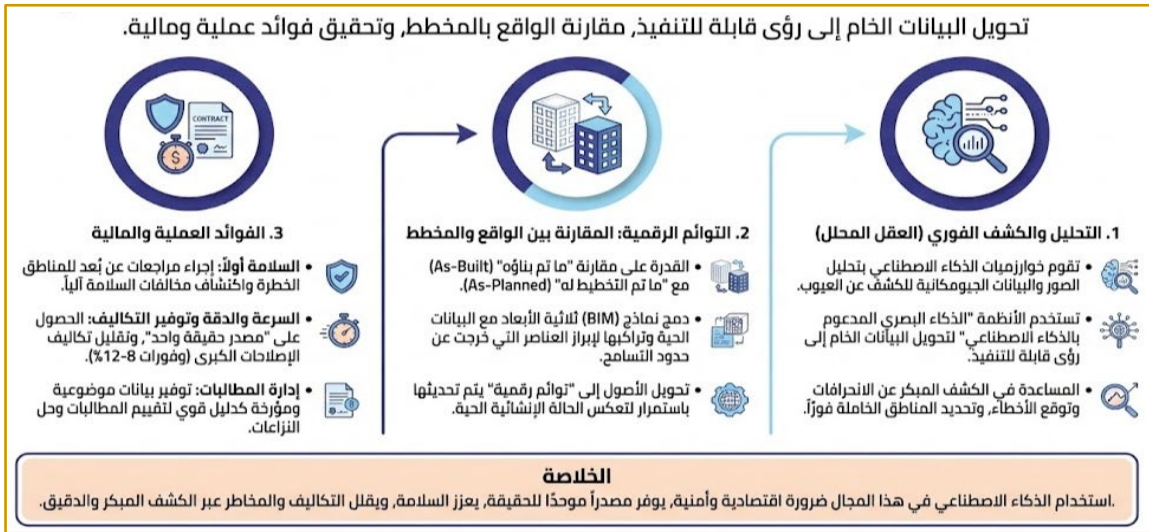 تحويل البيانات الخام إلى رؤى قابلة للتنفيذ, مقارنة الواقع بالمخطط, وتحقيق فوائد عملية ومالية.
1. التحليل والكشف الفوري (العقل المحلل)
تقوم خوارزميات الذكاء الاصطناعي بتحليل
الصور والبيانات الجيومكانية للكشف عن العيوب.
تستخدم الأنظمة "الذكاء البصري المدعوم
بالذكاء الاصطناعي" لتحويل البيانات الخام إلى
رؤى قابلة للتنفيذ.
المساعدة في الكشف المبكر عن الانحرافات
وتوقع الأخطاء, وتحديد المناطق الخاملة فورًا.
2. التوائم الرقمية: المقارنة بين الواقع والمخطط
القدرة على مقارنة "ما تم بناؤه" (As-Built)
مع "ما تم التخطيط له" (As-Planned).
دمج نماذج (BIM) ثلاثية الأبعاد مع البيانات
الحية وتراكبها لإبراز العناصر التي خرجت عن
حدود التسامح.
تحويل الأصول إلى "توائم رقمية" يتم تحديثها
باستمرار لتعكس الحالة الإنشائية الحية.
CONTRACT
$
3. الفوائد العملية والمالية
السلامة أولاً: إجراء مراجعات عن بُعد للمناطق
الخطرة واكتشاف مخالفات السلامة آلياً.
السرعة والدقة وتوفير التكاليف: الحصول
على "مصدر حقيقة واحد", وتقليل تكاليف
الإصلاحات الكبرى (وفورات 8-12%).
إدارة المطالبات: توفير بيانات موضوعية
ومؤرخة كدليل قوي لتقييم المطالبات وحل
النزاعات.
الخلاصة
.استخدام الذكاء الاصطناعي في هذا المجال ضرورة اقتصادية وأمنية, يوفر مصدراً موحدًا للحقيقة, يعزز السلامة, ويقلل التكاليف والمخاطر عبر الكشف المبكر والدقيق.